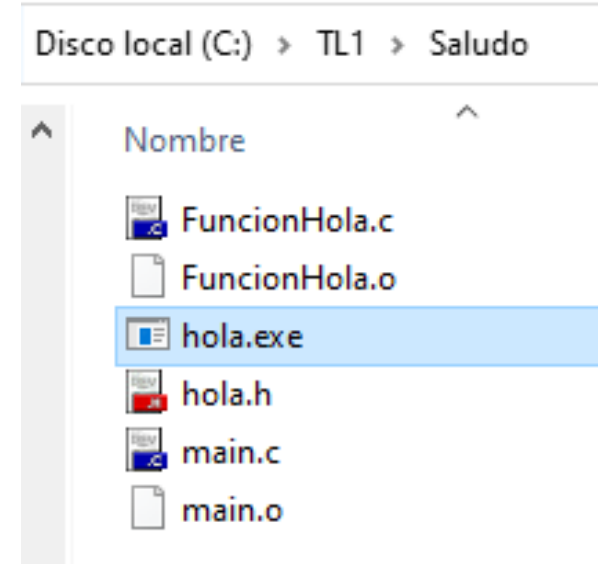 Disco local (C:) > TL1 > Saludo
Nombre
FuncionHola.c
FuncionHola.o
hola.exe
hola.h
main.c
main.o